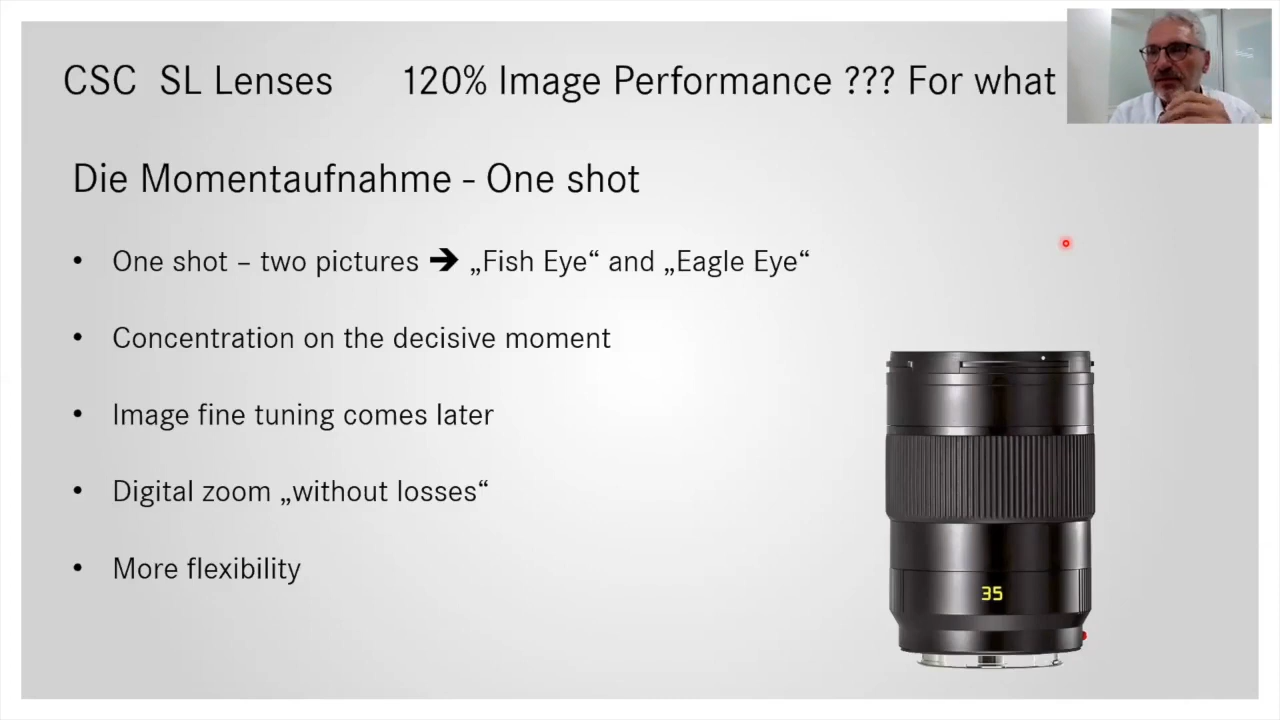 CSC SL Lenses 120% Image Performance ??? For what
Die Momentaufnahme - One shot
• One shot – two pictures ➔ „Fish Eye“ and „Eagle Eye“
• Concentration on the decisive moment
• Image fine tuning comes later
• Digital zoom „without losses“
• More flexibility
35